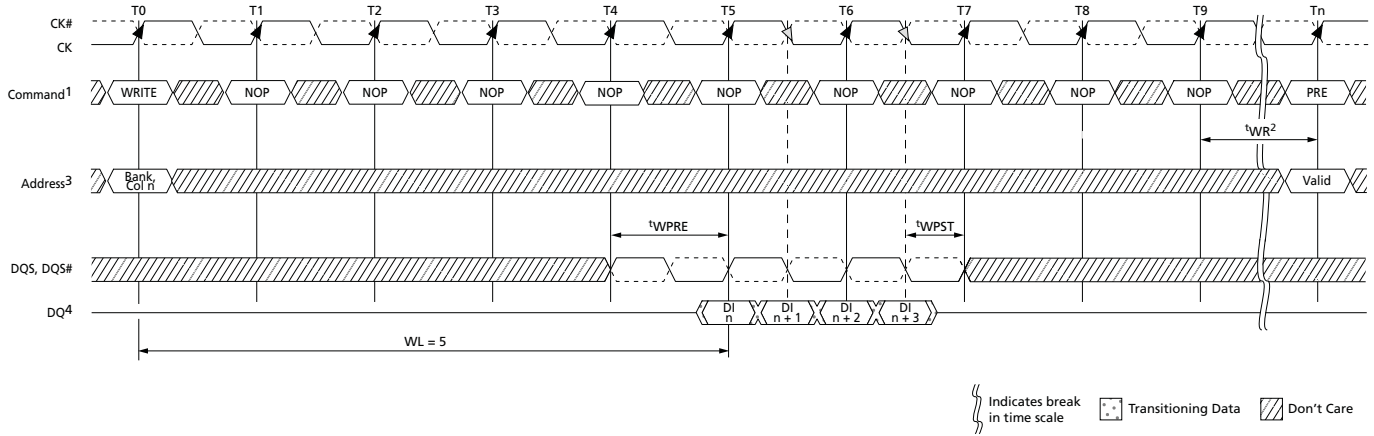 T0 T1 T2 T3 T4 T5 T6 T7 T8 T9 Tn
CK#
CK
Command1 WRITE NOP NOP NOP NOP NOP NOP NOP NOP NOP PRE
tWR2
Address3 Bank, Col n Valid
tWPRE tWPST
DQS, DQS#
DQ4 DI n DI n + 1 DI n + 2 DI n + 3
WL = 5
Indicates break
in time scale
Transitioning Data
Don't Care